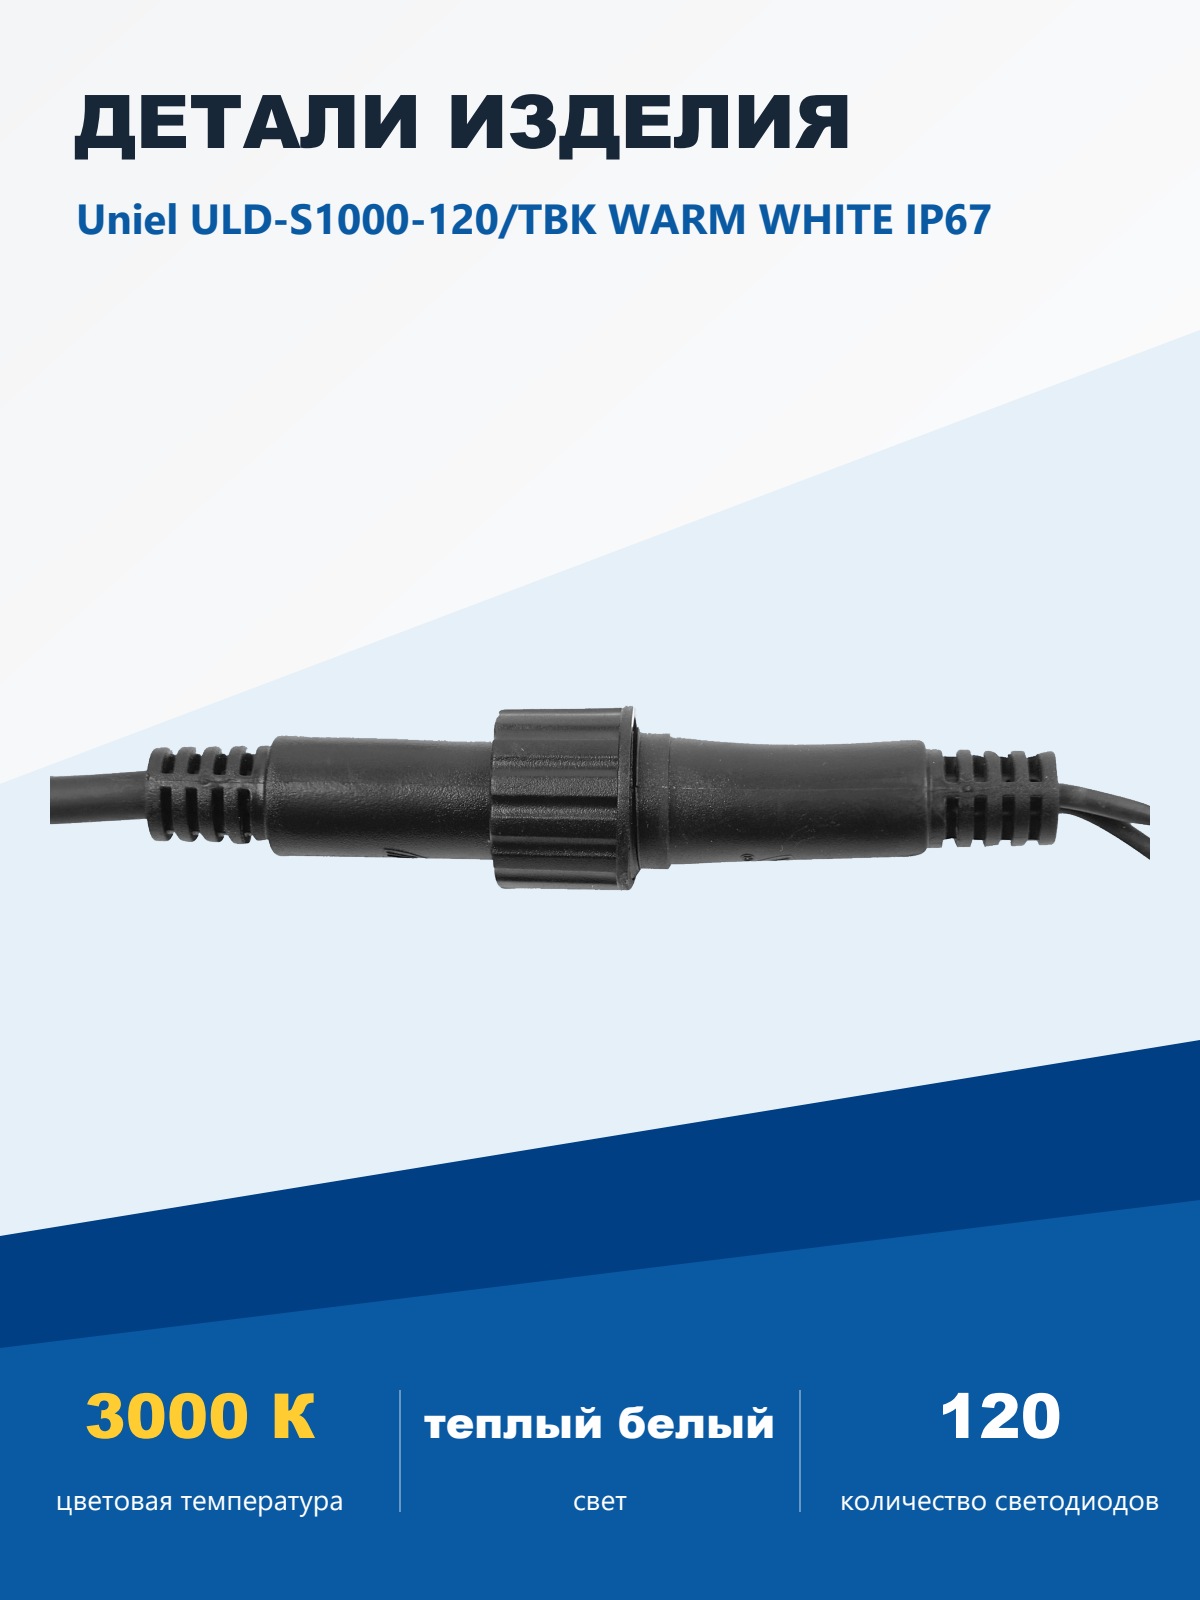 ДЕТАЛИ ИЗДЕЛИЯ
Uniel ULD-S1000-120/TBK WARM WHITE IP67
3000 К
цветовая температура
теплый белый
свет
120
количество светодиодов